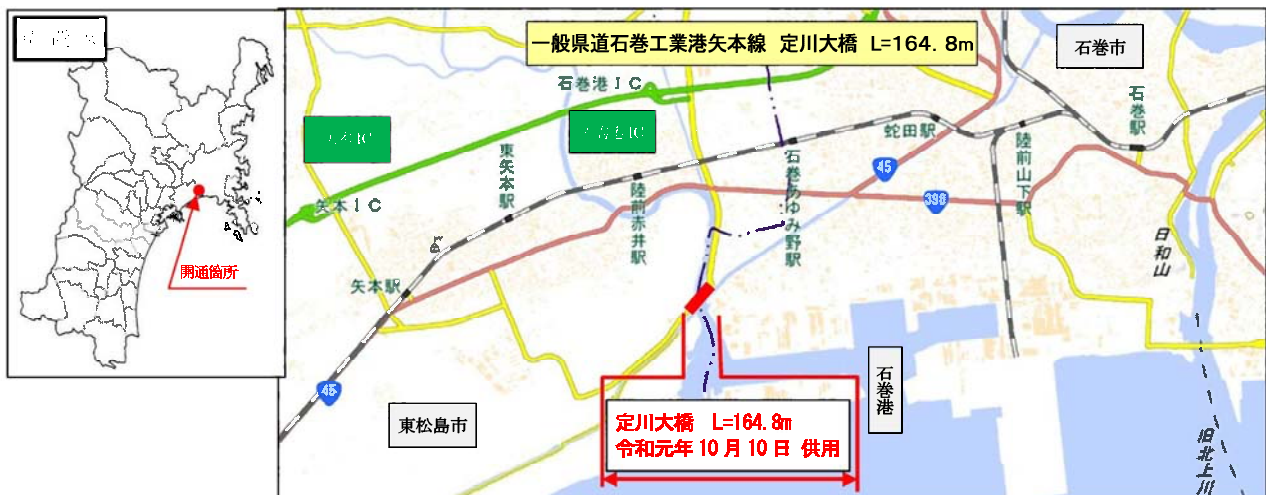 開通箇所
一般県道石巻工業港矢本線 定川大橋 L=164.8m
石巻市
石巻港IC
矢本IC
東矢本駅
陸前赤井駅
石巻あゆみ野駅
蛇田駅
陸前山下駅
石巻駅
45
398
矢本駅
日和山
45
東松島市
石巻港
定川大橋 L=164.8m
令和元年10月10日 供用
旧北上川